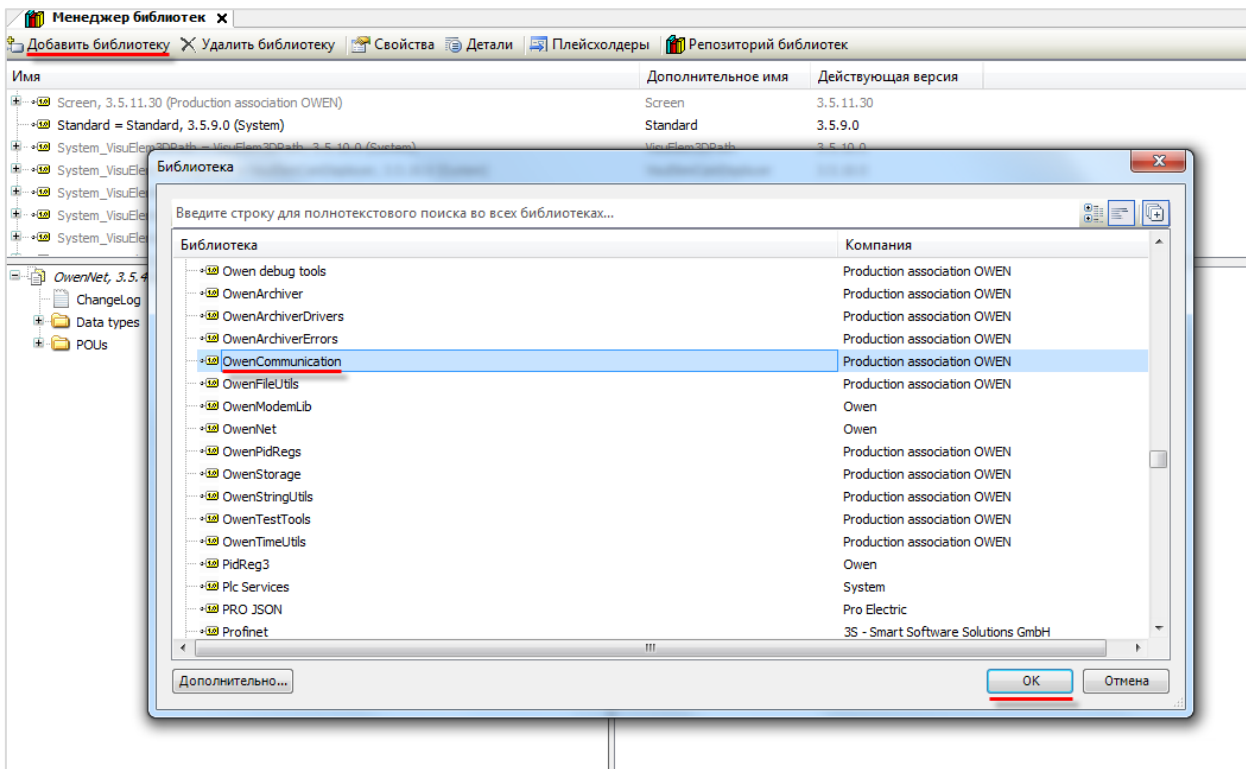 Менеджер библиотек X
Добавить библиотеку Удалить библиотеку Свойства Детали Плейсхолдеры Репозиторий библиотек
Имя Дополнительное имя Действующая версия
Screen, 3.5.11.30 (Production association OWEN) Screen 3.5.11.30
Standard = Standard, 3.5.9.0 (System) Standard 3.5.9.0
System_VisuElem3DPath = VisuElem3DPath, 3.5.10.0 (System) VisuElem3DPath 3.5.10.0
System_VisuEle
System_VisuEle
System_VisuEle
System_VisuEle
OwenNet, 3.5.4
ChangeLog
Data types
POUs
Библиотека
Введите строку для полнотекстового поиска во всех библиотеках...
Библиотека Компания
Owen debug tools Production association OWEN
OwenArchiver Production association OWEN
OwenArchiverDrivers Production association OWEN
OwenArchiverErrors Production association OWEN
OwenCommunication Production association OWEN
OwenFileUtils Production association OWEN
OwenModemLib Owen
OwenNet Owen
OwenPidRegs Production association OWEN
OwenStorage Production association OWEN
OwenStringUtils Production association OWEN
OwenTestTools Production association OWEN
OwenTimeUtils Production association OWEN
PidReg3 Owen
Plc Services System
PRO JSON Pro Electric
Profinet 3S - Smart Software Solutions GmbH
Дополнительно... ОК Отмена